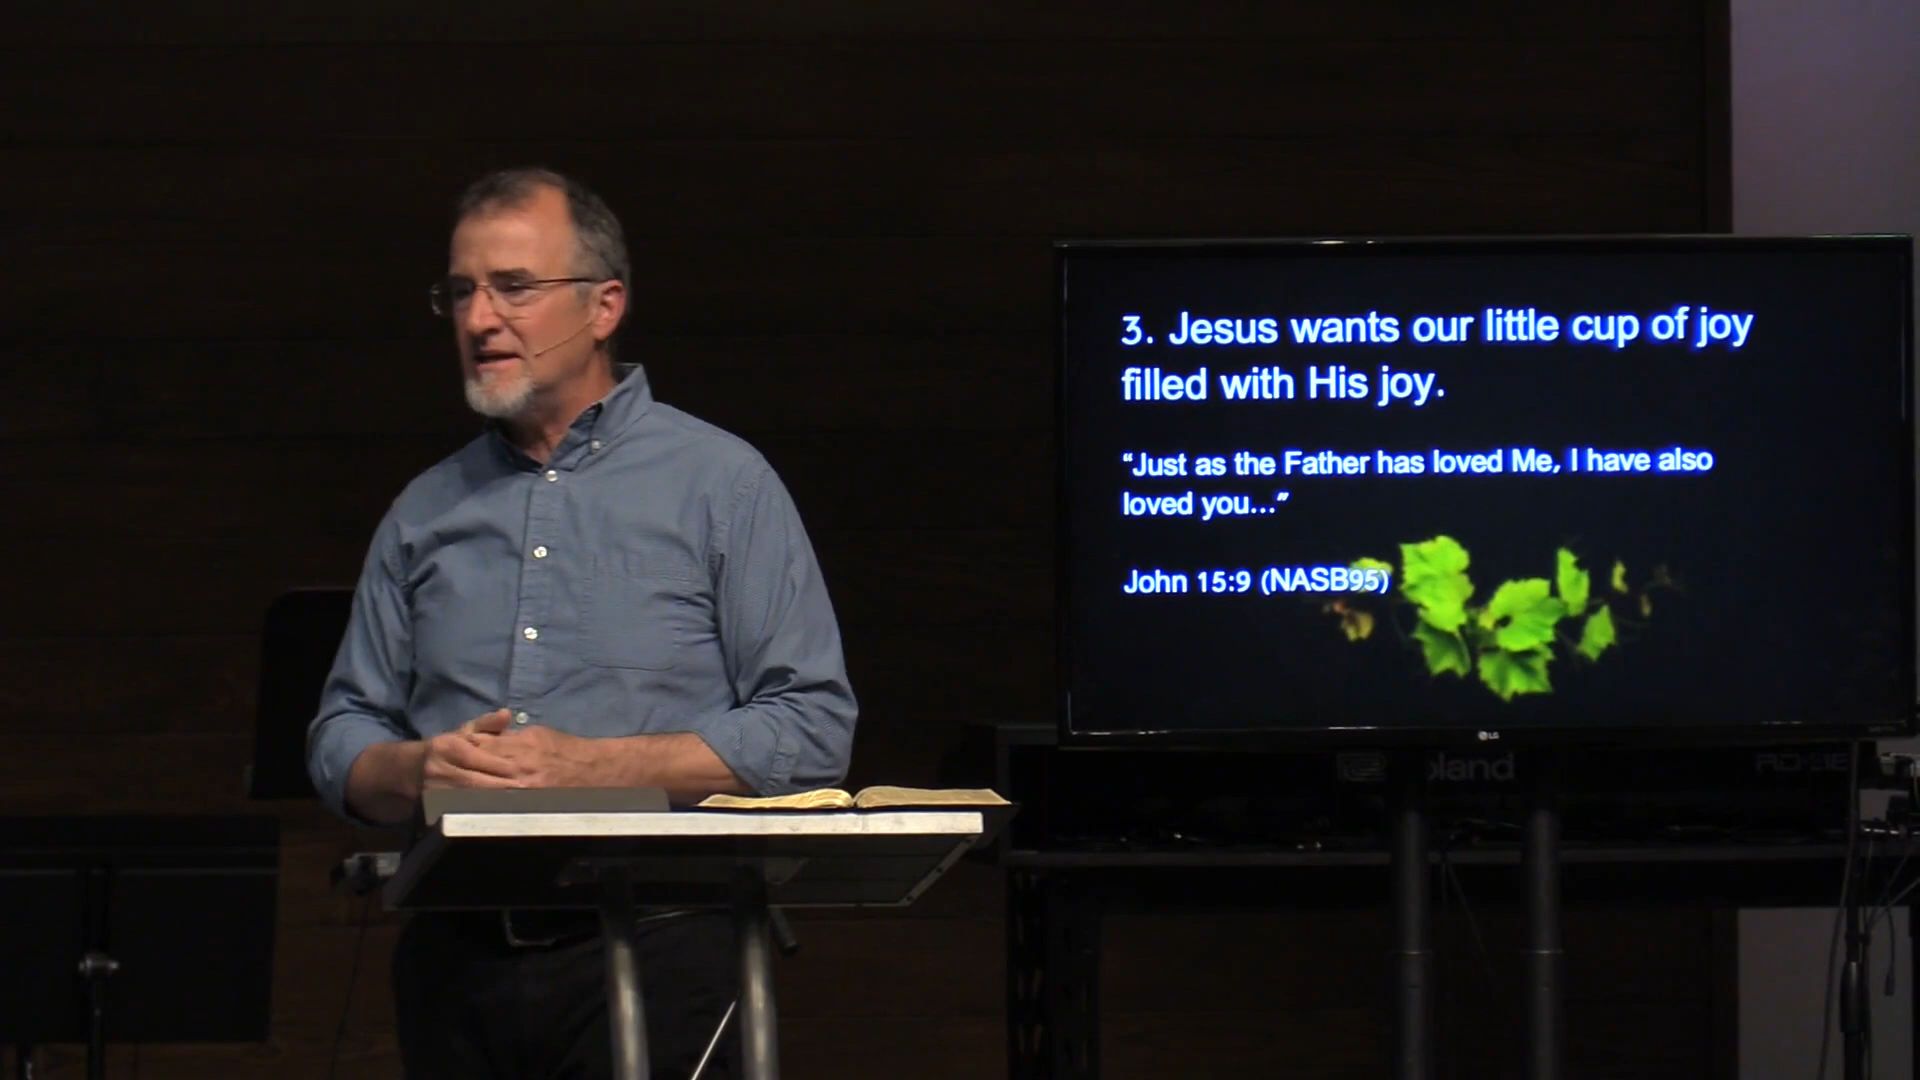 3. Jesus wants our little cup of joy
filled with His joy.
“Just as the Father has loved Me, I have also
loved you...”
John 15:9 (NASB95)
LG